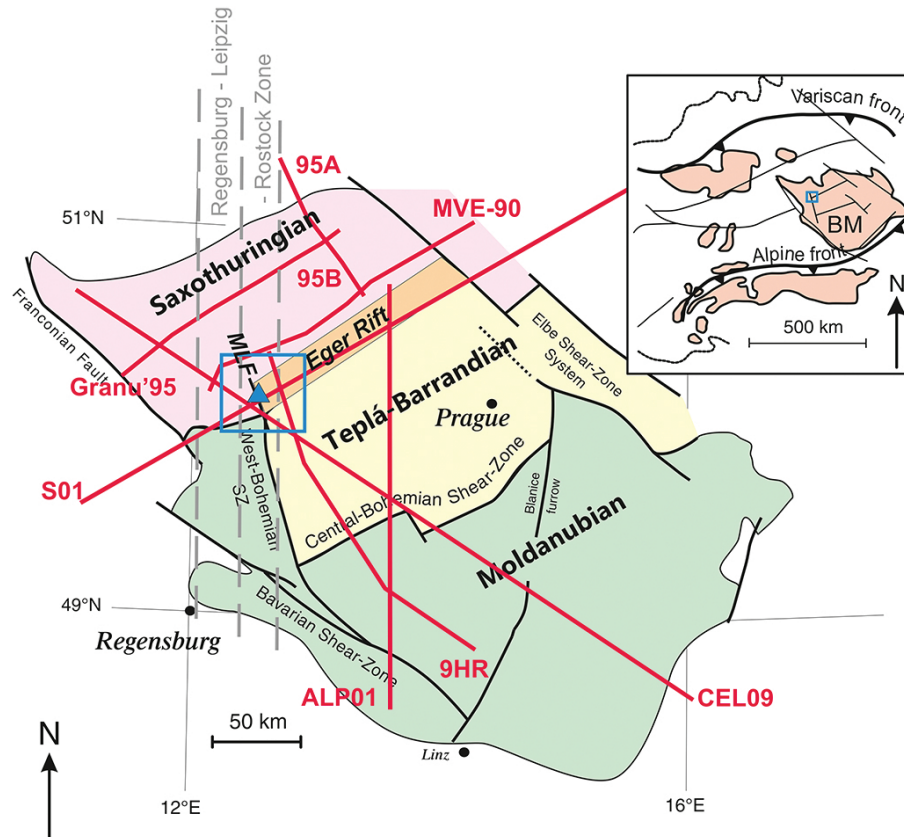 Regensburg - Leipzig
- Rostock Zone
95A
MVE-90
51°N
Saxothuringian
95B
Franconian Fault
MLF
Eger Rift
Elbe Shear-Zone
System
Granu'95
Teplá-Barrandian
Prague
S01
West-Bohemian
SZ
Central-Bohemian Shear-Zone
Blanice
furrow
Moldanubian
49°N
Regensburg
Bavarian Shear-Zone
9HR
ALP01
CEL09
50 km
N
Linz
12°E
16°E
Variscan front
BM
Alpine front
N
500 km